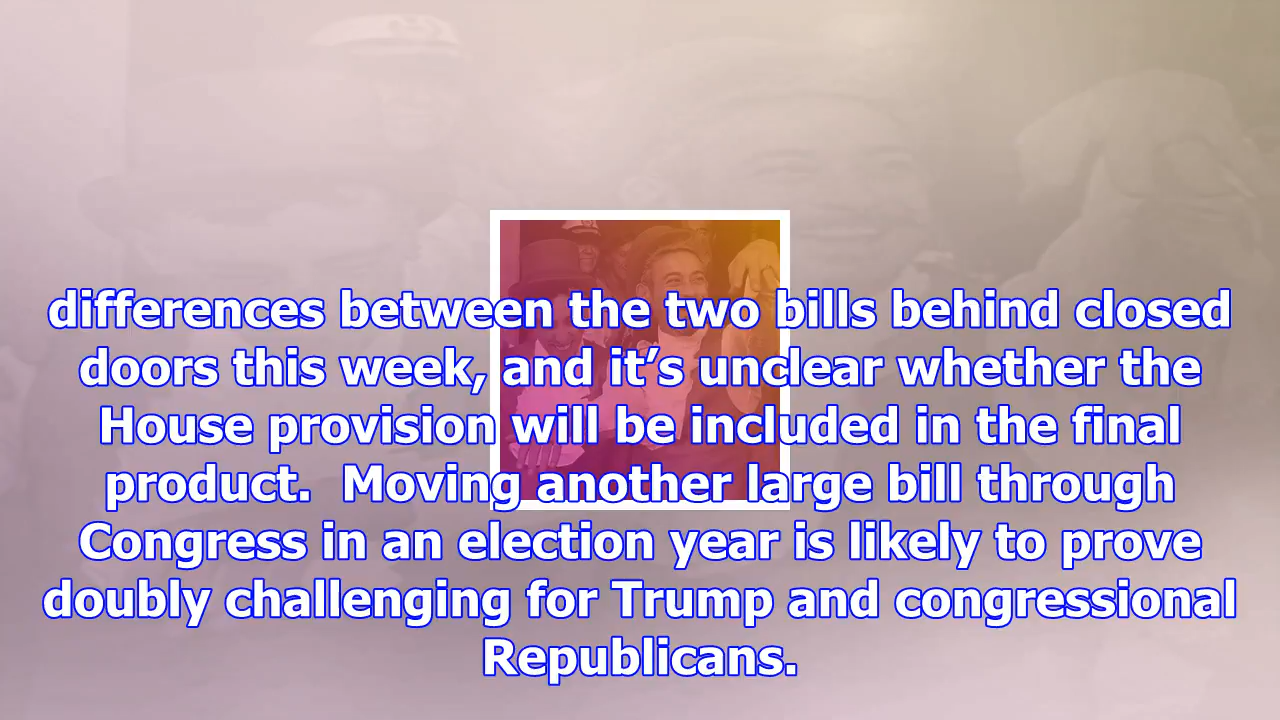 differences between the two bills behind closed
doors this week, and it’s unclear whether the
House provision will be included in the final
product.  Moving another large bill through
Congress in an election year is likely to prove
doubly challenging for Trump and congressional
Republicans.